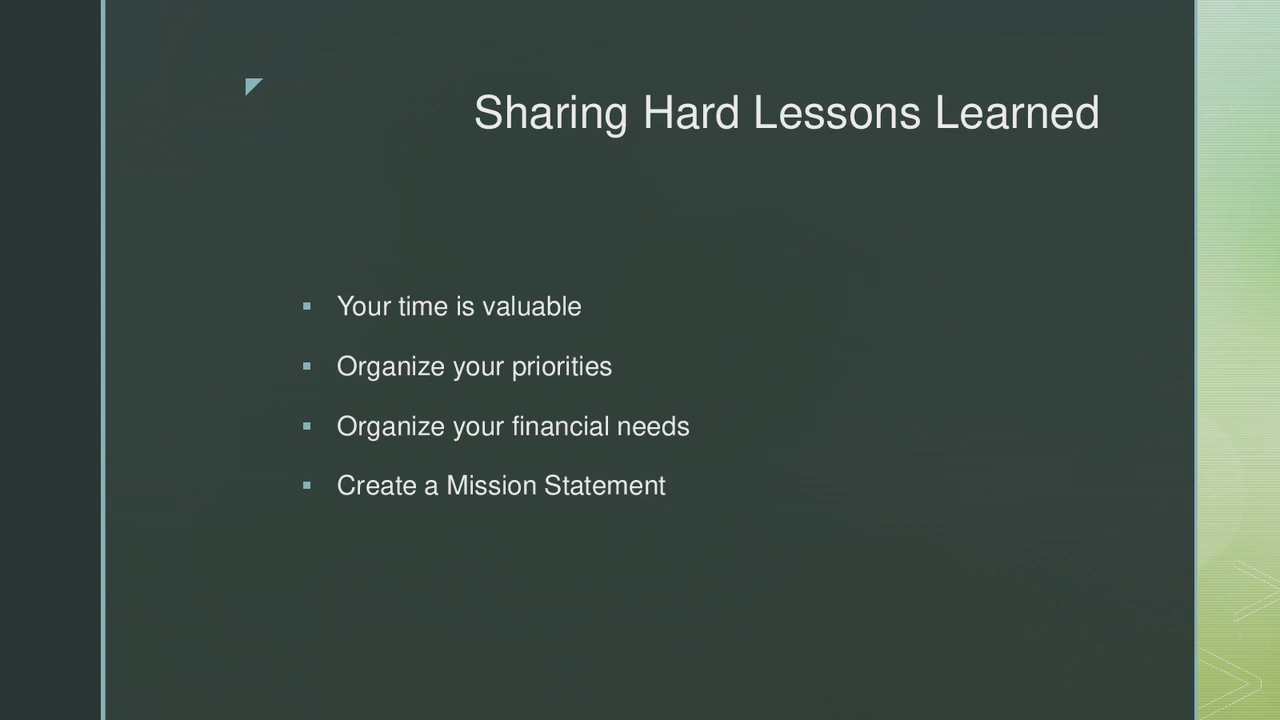 Sharing Hard Lessons Learned
Your time is valuable
Organize your priorities
Organize your financial needs
Create a Mission Statement